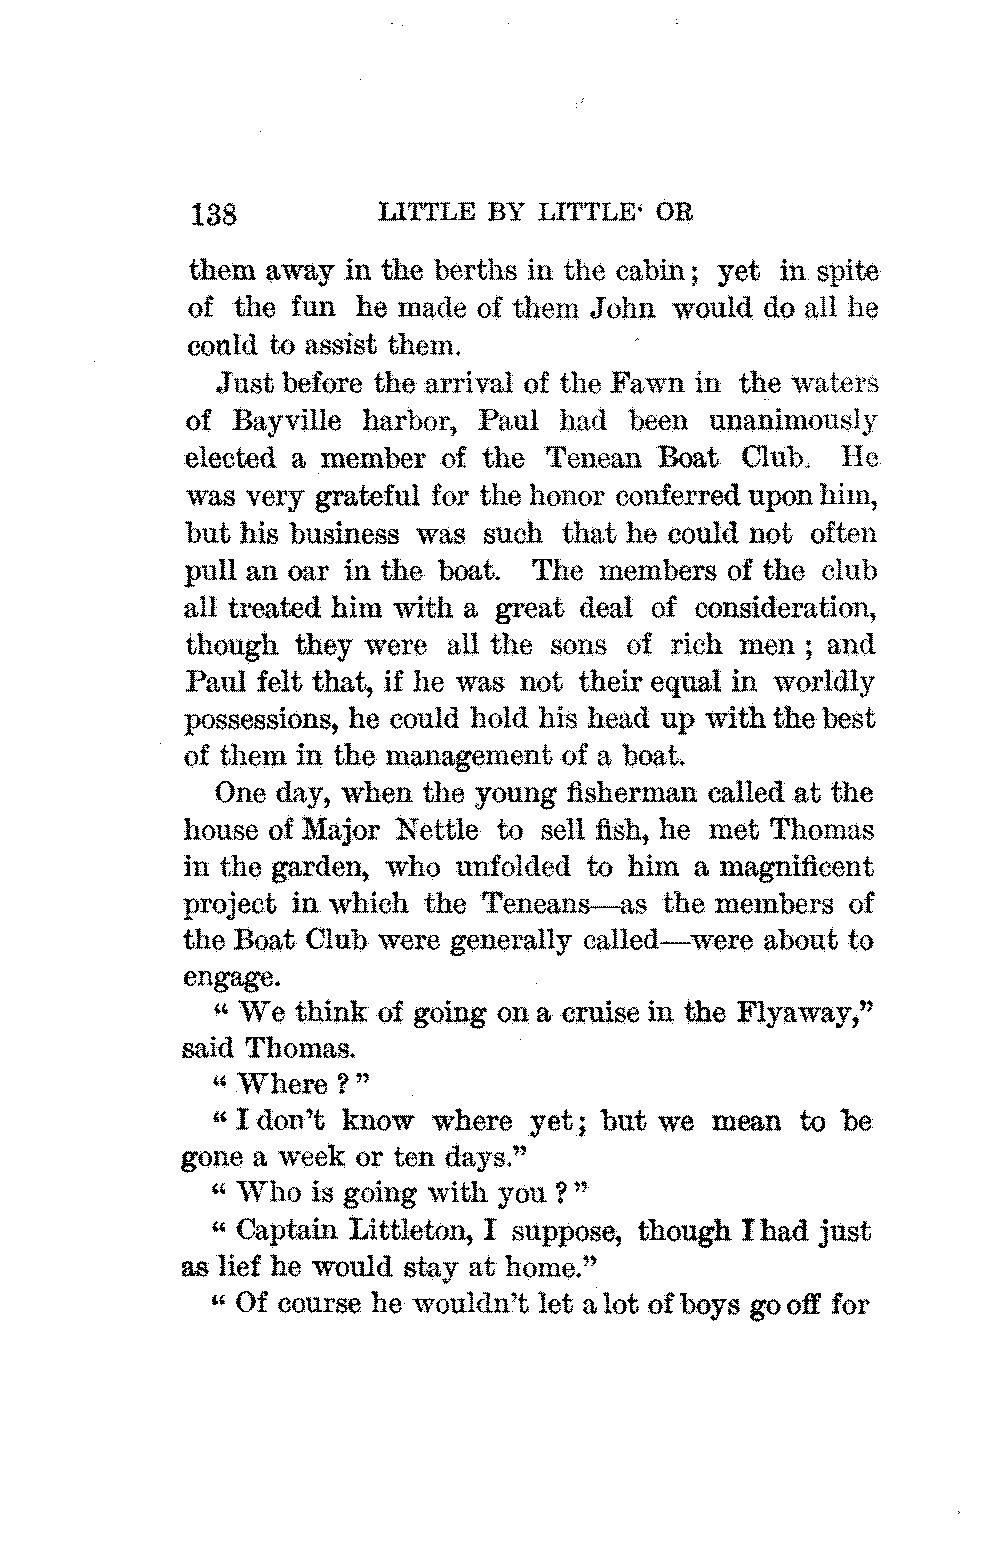 138 LITTLE BY LITTLE' OR
them away in the berths in the cabin; yet in spite
of the fun he made of them John would do all he
could to assist them.
Just before the arrival of the Fawn in the waters
of Bayville harbor, Paul had been unanimously
elected a member of the Tenean Boat Club. He
was very grateful for the honor conferred upon him,
but his business was such that he could not often
pull an oar in the boat. The members of the club
all treated him with a great deal of consideration,
though they were all the sons of rich men ; and
Paul felt that, if he was not their equal in worldly
possessions, he could hold his head up with the best
of them in the management of a boat.
One day, when the young fisherman called at the
house of Major Nettle to sell fish, he met Thomas
in the garden, who unfolded to him a magnificent
project in which the Teneans—as the members of
the Boat Club were generally called—were about to
engage.
“ We think of going on a cruise in the Flyaway,”
said Thomas.
“ Where ? ”
“ I don’t know where yet; but we mean to be
gone a week or ten days.”
“ Who is going with you ? ”
“ Captain Littleton, I suppose, though I had just
as lief he would stay at home.”
“ Of course he wouldn’t let a lot of boys go off for